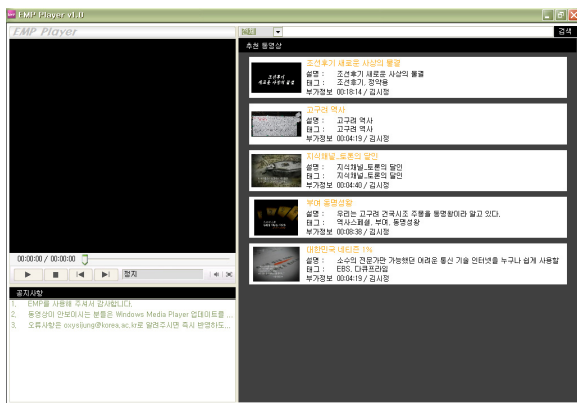 EMP Player v1.0
EMP Player
검색
추천 동영상
조선후기 새로운 사상의 물결
설명 : 조선후기 새로운 사상의 물결
태그 : 조선후기, 정약용
부가정보 00:18:14 / 김시정
고구려 역사
설명 : 고구려 역사
태그 : 고구려 역사
부가정보 00:04:19 / 김시정
지식채널_토론의 달인
설명 : 지식채널_토론의 달인
태그 : 지식채널_토론의 달인
부가정보 00:04:40 / 김시정
부여 동명성왕
설명 : 우리는 고구려 건국시조 주몽을 동명왕이라 알고 있다.
태그 : 역사스페셜, 부여, 동명성왕
부가정보 00:08:38 / 김시정
대한민국 네티즌 1%
설명 : 소수의 전문가만 가능했던 어려운 통신 기술 인터넷을 누구나 쉽게 사용할
태그 : EBS, 다큐프라임
부가정보 00:04:19 / 김시정
00:00:00 / 00:00:00
정지
공지사항
1. EMP를 사용해 주셔서 감사합니다.
2. 동영상이 안보이시는 분들은 Windows Media Player 업데이트를 ...
3. 오류사항은 oxysijung@korea.ac.kr로 알려주시면 즉시 반영하도...